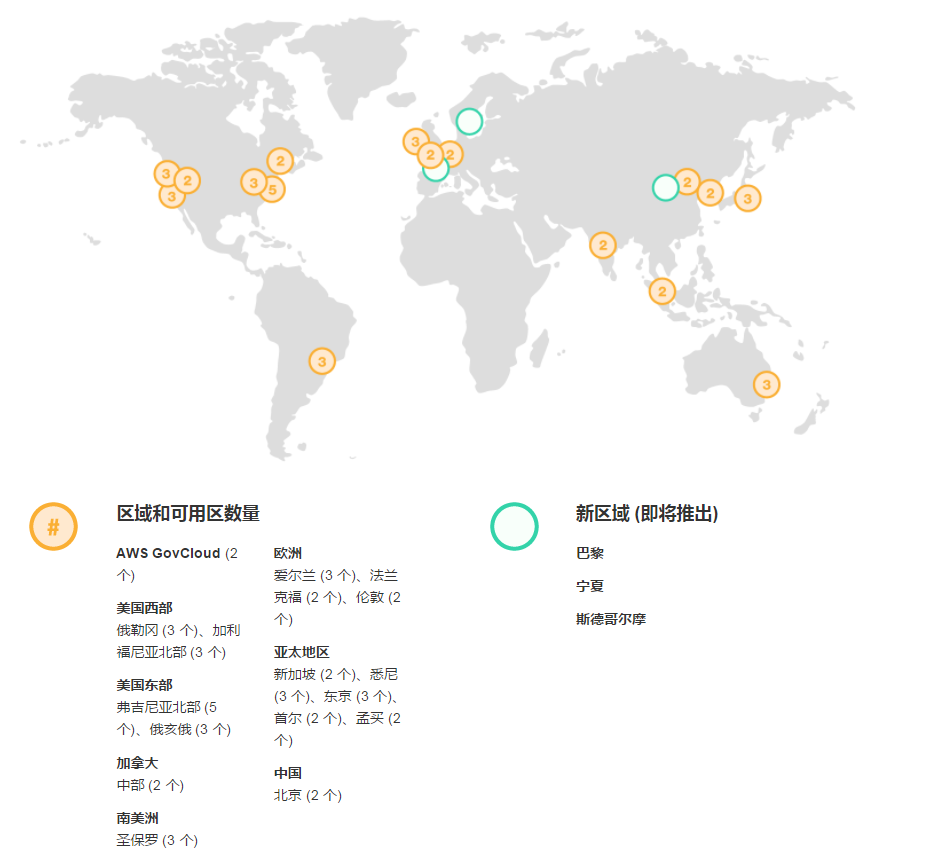 3
3
2
3
5
2
3
2
2
2
2
3
2
2
3
3
#
区域和可用区数量
AWS GovCloud (2
个)
美国西部
俄勒冈 (3 个)、加利
福尼亚北部 (3 个)
美国东部
弗吉尼亚北部 (5
个)、俄亥俄 (3 个)
加拿大
中部 (2 个)
南美洲
圣保罗 (3 个)
欧洲
爱尔兰 (3 个)、法兰
克福 (2 个)、伦敦 (2
个)
亚太地区
新加坡 (2 个)、悉尼
(3 个)、东京 (3 个)、
首尔 (2 个)、孟买 (2
个)
中国
北京 (2 个)
新区域 (即将推出)
巴黎
宁夏
斯德哥尔摩